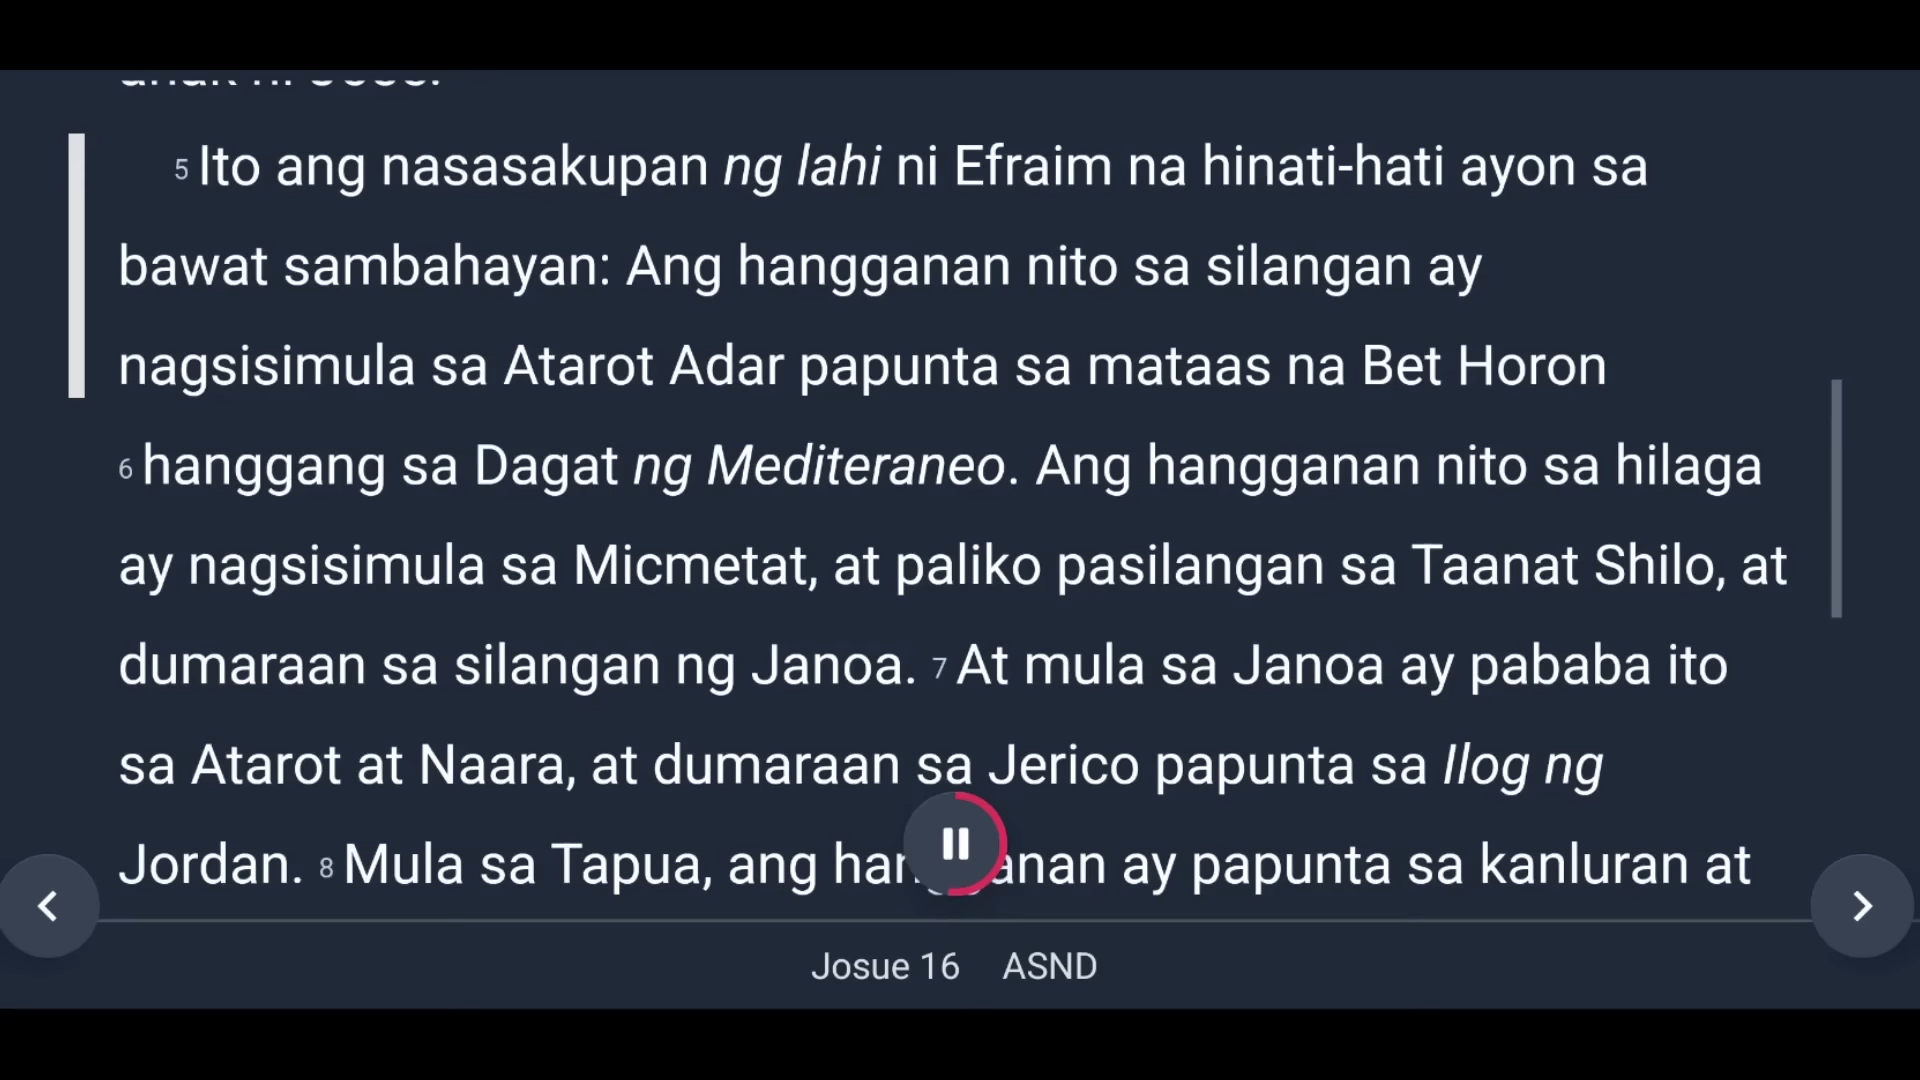 5 Ito ang nasasakupan ng lahi ni Efraim na hinati-hati ayon sa
bawat sambahayan: Ang hangganan nito sa silangan ay
nagsisimula sa Atarot Adar papunta sa mataas na Bet Horon
6 hanggang sa Dagat ng Mediteraneo. Ang hangganan nito sa hilaga
ay nagsisimula sa Micmetat, at paliko pasilangan sa Taanat Shilo, at
dumaraan sa silangan ng Janoa. 7 At mula sa Janoa ay pababa ito
sa Atarot at Naara, at dumaraan sa Jerico papunta sa Ilog ng
Jordan. 8 Mula sa Tapua, ang ay papunta sa kanluran at
Josue 16 ASND